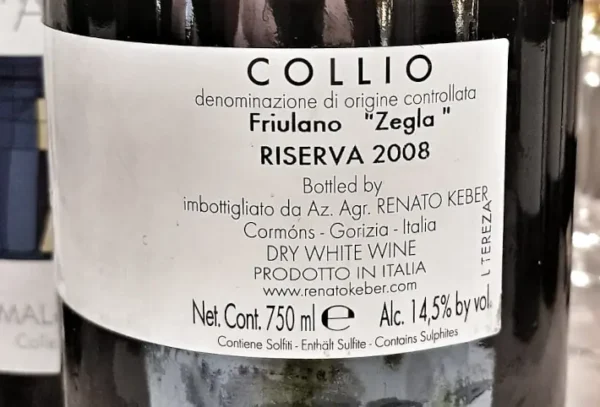 COLLIO
denominazione di origine controllata
Friulano "Zegla"
RISERVA 2008
Bottled by
imbottigliato da Az. Agr. RENATO KEBER
Cormóns - Gorizia - Italia
DRY WHITE WINE
PRODOTTO IN ITALIA
www.renatokeber.com
L TEREZA
Net. Cont. 750 ml e Alc. 14,5% by vol.
Contiene Solfiti - Enthält Sulfite - Contains Sulphites